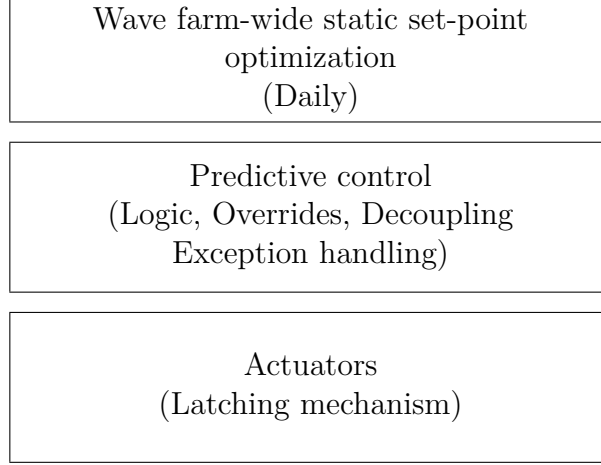 Wave farm-wide static set-point
optimization
(Daily)
Predictive control
(Logic, Overrides, Decoupling
Exception handling)
Actuators
(Latching mechanism)